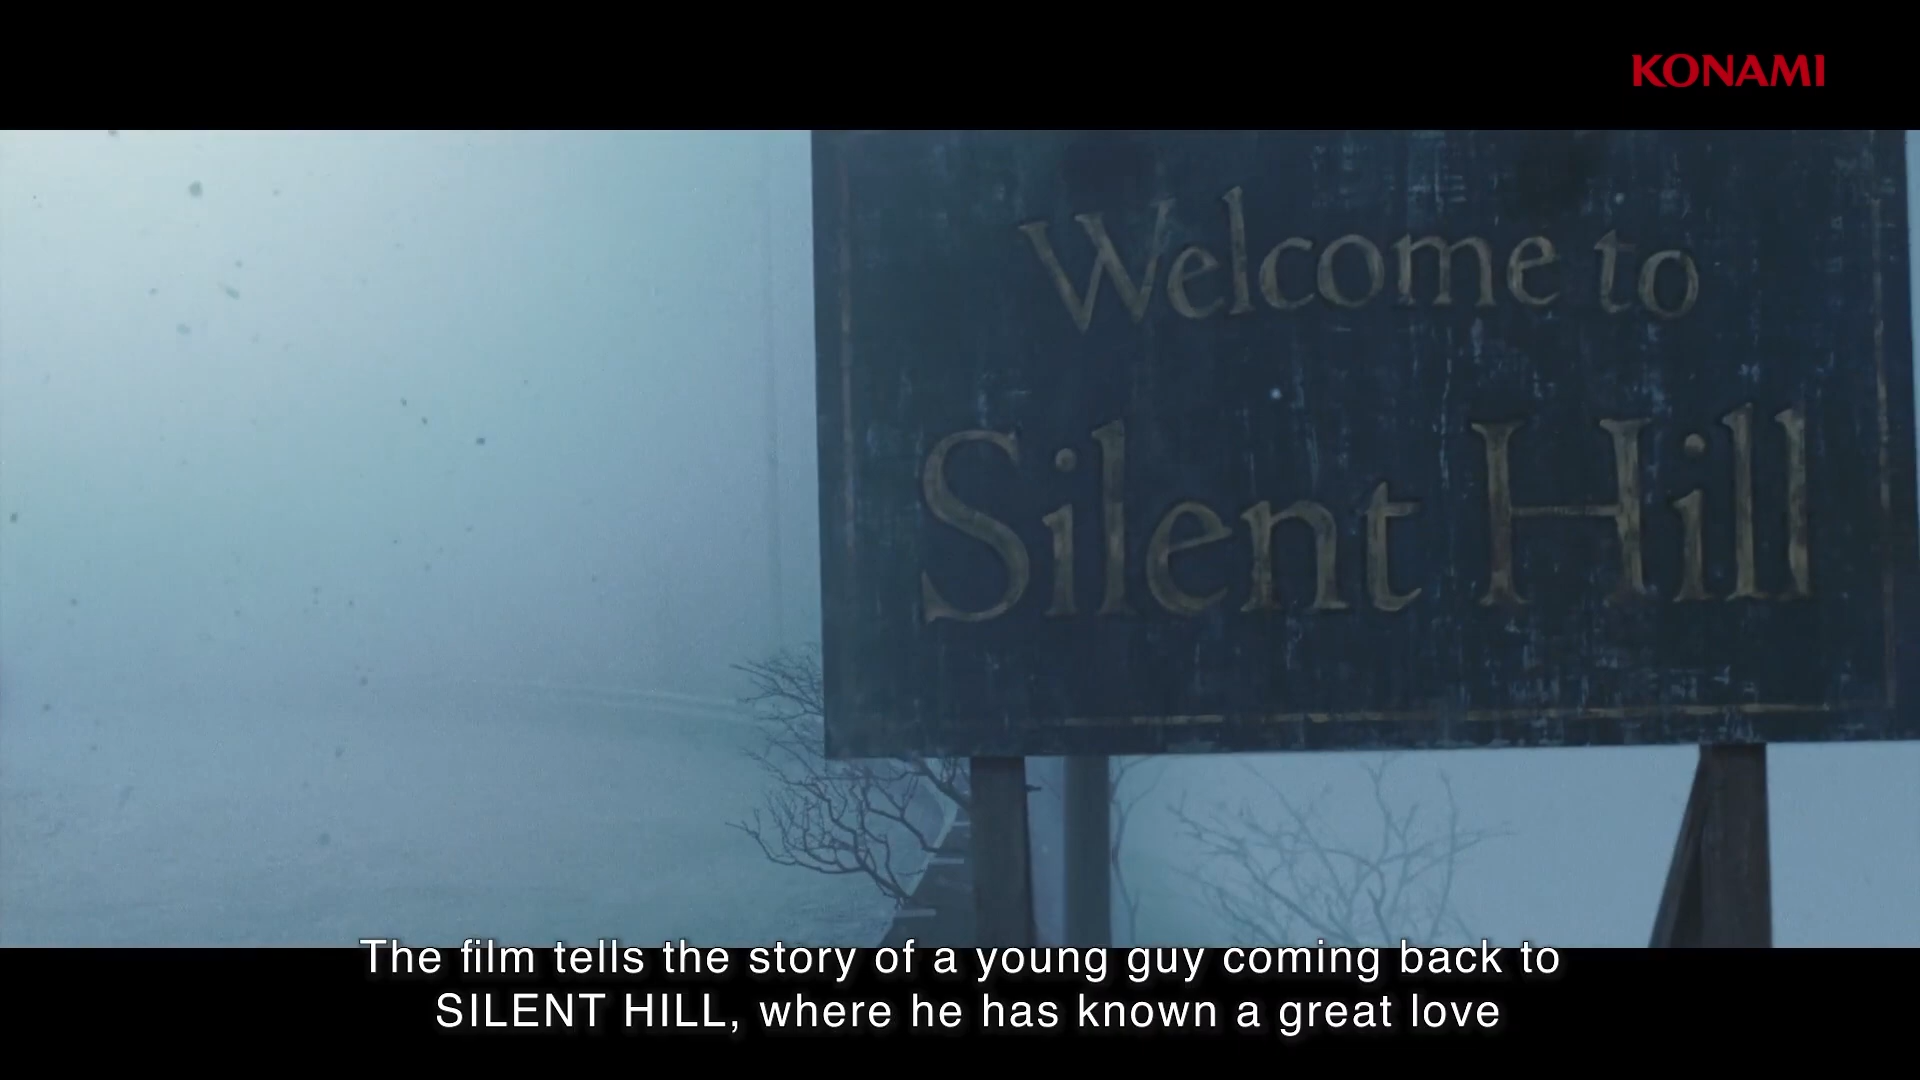 KONAMI
Welcome to
Silent Hill
The film tells the story of a young guy coming back to
SILENT HILL, where he has known a great love